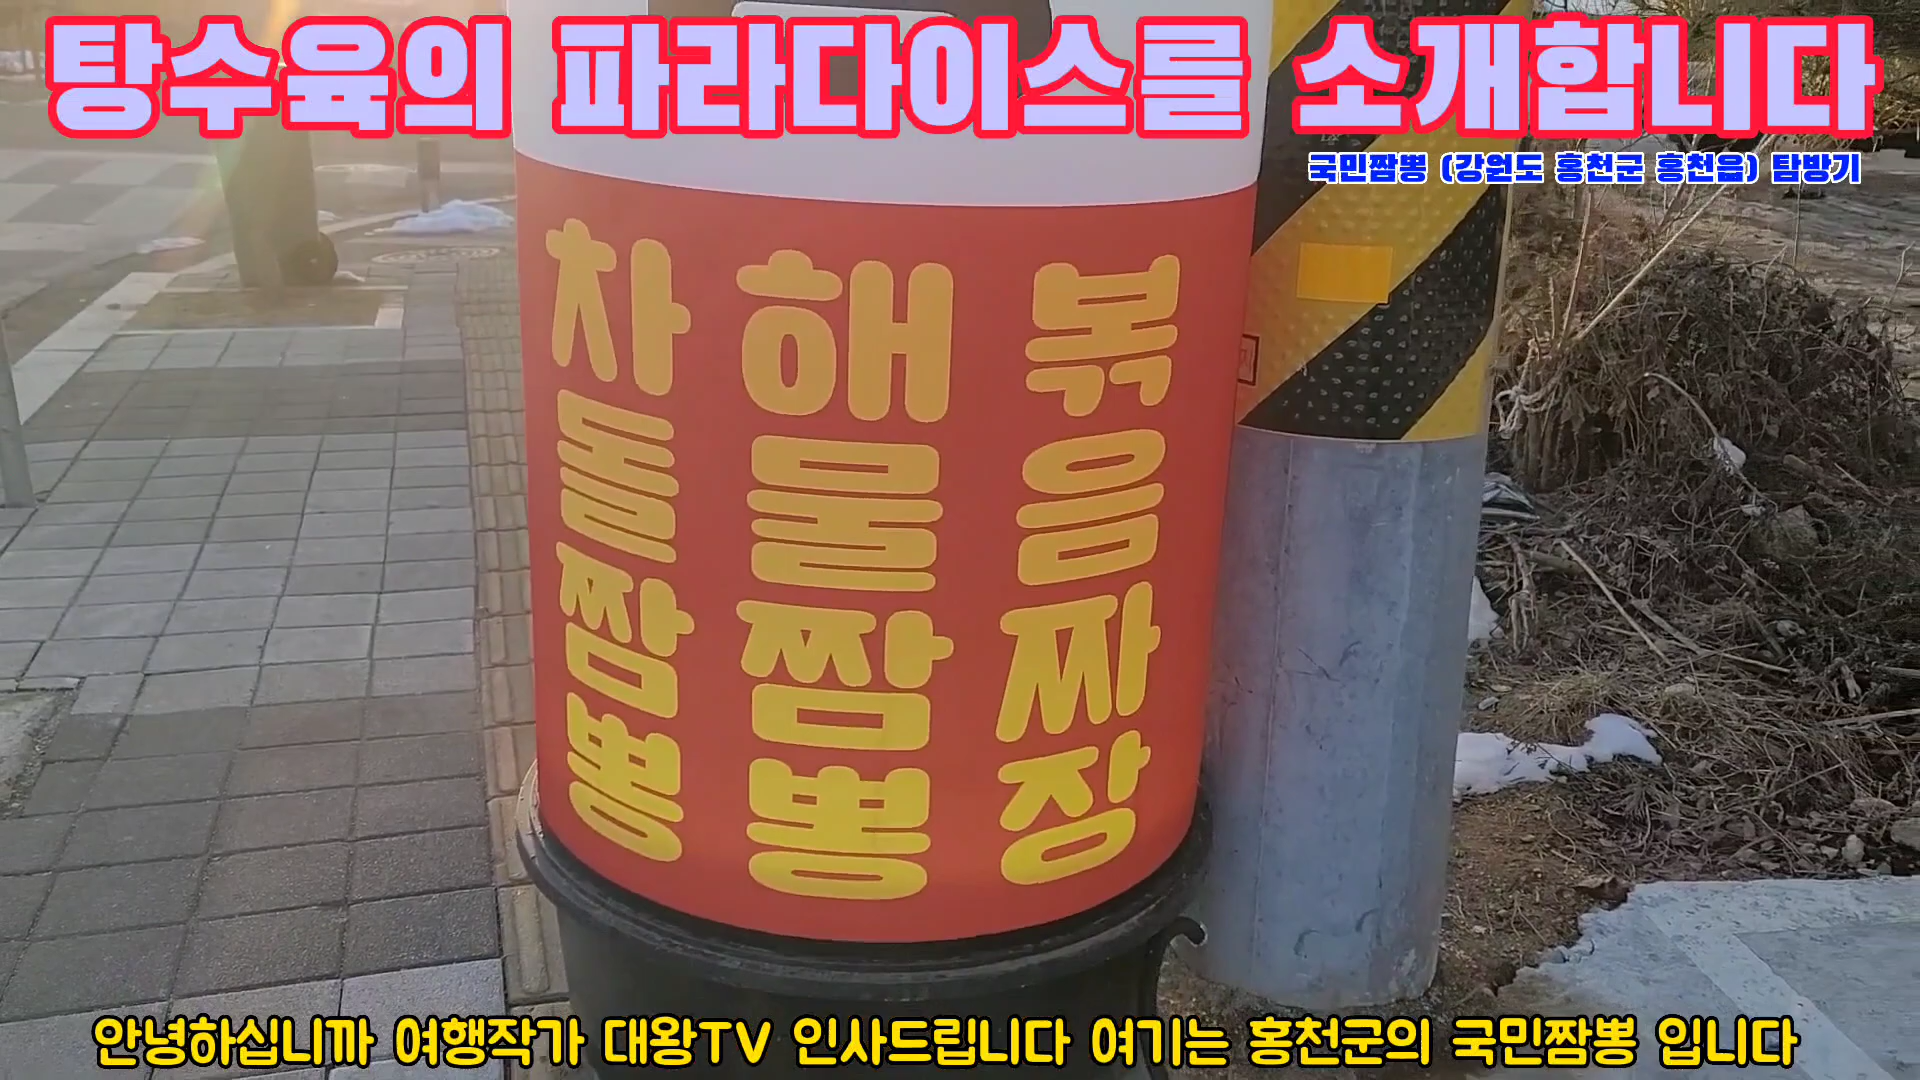 탕수육의 파라다이스를 소개합니다
국민짬뽕 (강원도 홍천군 홍천읍) 탐방기
차돌짬뽕
해물짬뽕
볶음짜장
안녕하십니까 여행작가 대왕TV 인사드립니다 여기는 홍천군의 국민짬뽕 입니다